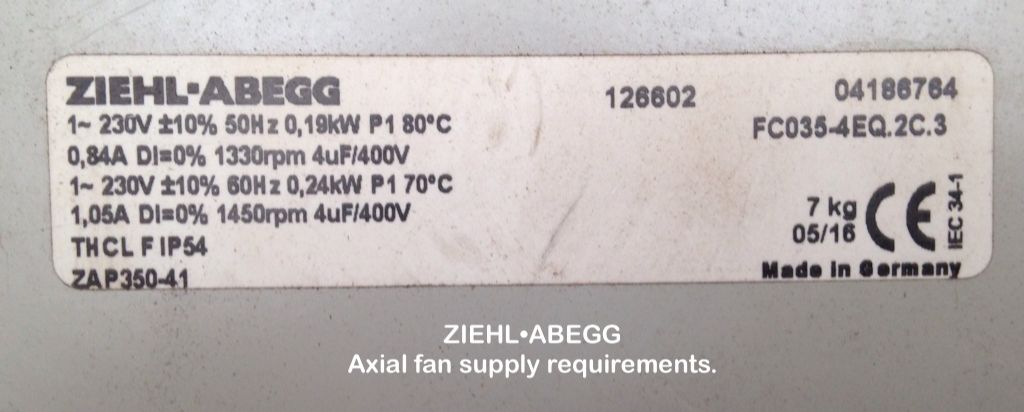 ZIEHL-ABEGG
1~ 230V ±10% 50Hz 0,19kW P1 80°C
0,84A DI=0% 1330rpm 4uF/400V
1~ 230V ±10% 60Hz 0,24kW P1 70°C
1,05A DI=0% 1450rpm 4uF/400V
THCL F IP54
ZAP350-41
126602
04186764
FC035-4EQ.2C.3
7 kg
05/16
CE
IEC 34-1
Made in Germany
ZIEHL•ABEGG
Axial fan supply requirements.